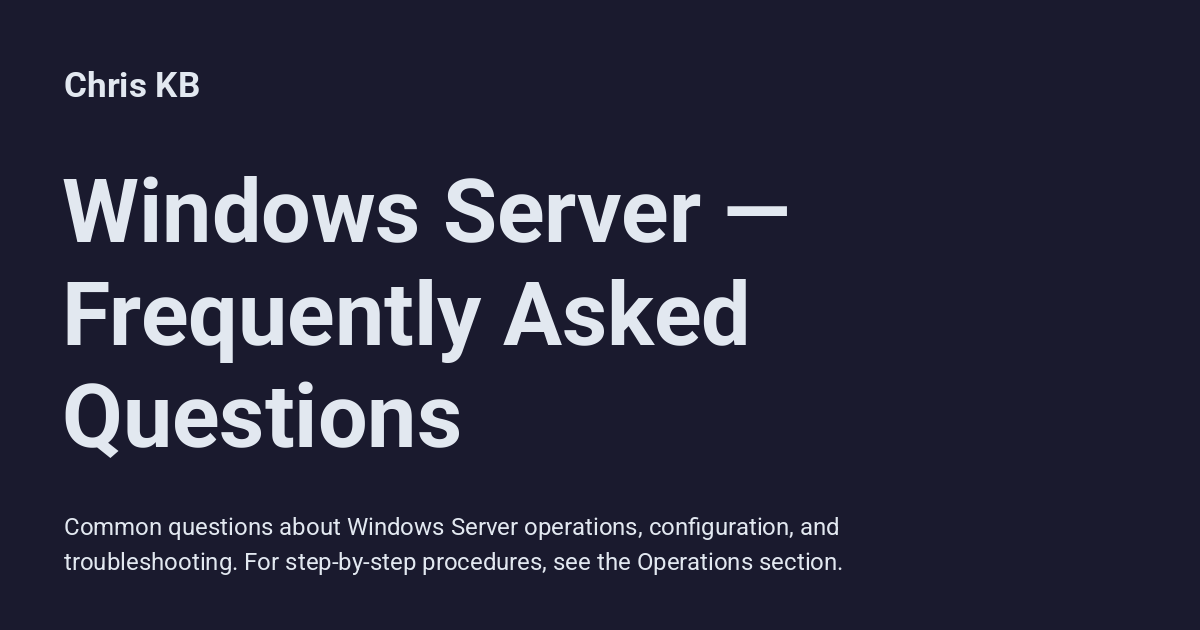 Chris KB
Windows Server —
Frequently Asked
Questions
Common questions about Windows Server operations, configuration, and
troubleshooting. For step-by-step procedures, see the Operations section.